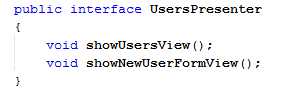 public interface UsersPresenter
{
    void showUsersView();
    void showNewUserFormView();
}